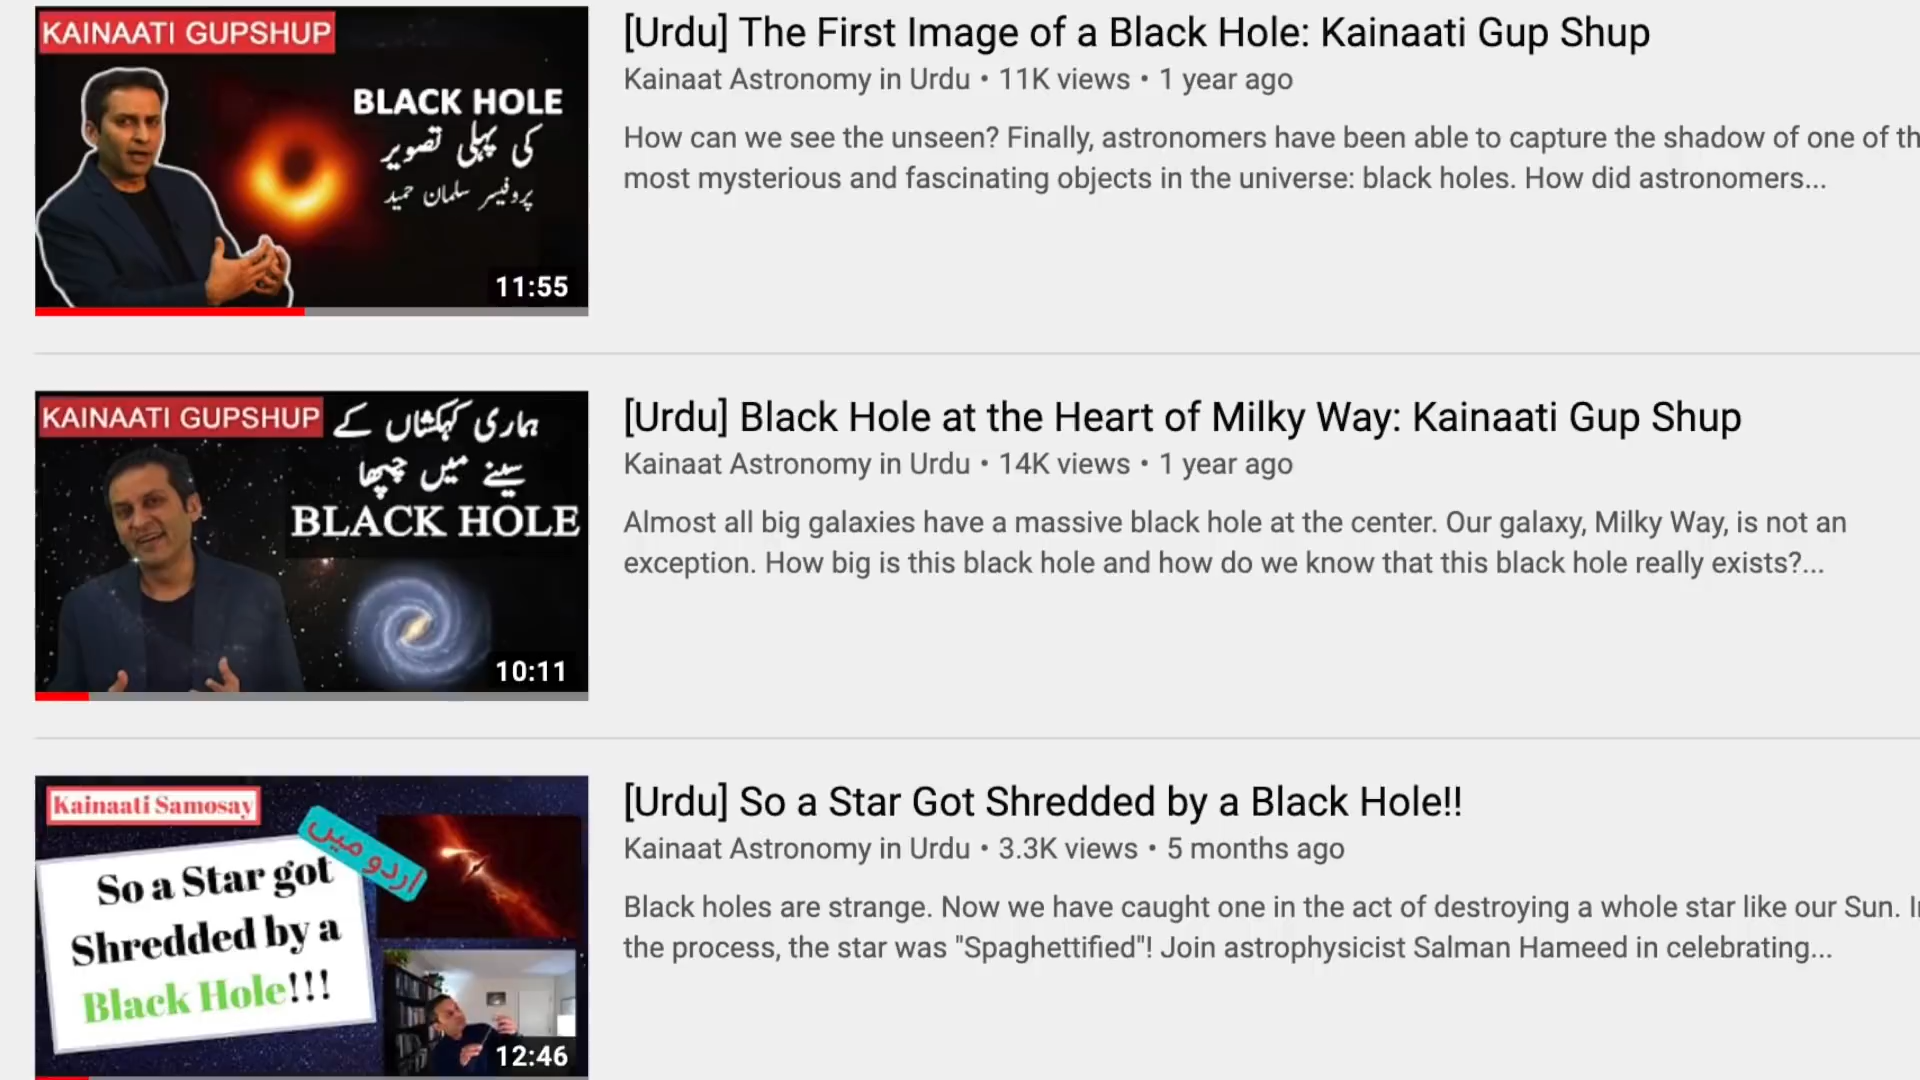 KAINAATI GUPSHUP
BLACK HOLE
کی پہلی تصویر
پروفیسر سلمان حمید
11:55
[Urdu] The First Image of a Black Hole: Kainaati Gup Shup
Kainaat Astronomy in Urdu • 11K views • 1 year ago
How can we see the unseen? Finally, astronomers have been able to capture the shadow of one of th
most mysterious and fascinating objects in the universe: black holes. How did astronomers...
KAINAATI GUPSHUP
ہماری کہکشاں کے
سینے میں چھپا
BLACK HOLE
10:11
[Urdu] Black Hole at the Heart of Milky Way: Kainaati Gup Shup
Kainaat Astronomy in Urdu • 14K views • 1 year ago
Almost all big galaxies have a massive black hole at the center. Our galaxy, Milky Way, is not an
exception. How big is this black hole and how do we know that this black hole really exists?...
Kainaati Samosay
اردو میں
So a Star got
Shredded by a
Black Hole!!!
12:46
[Urdu] So a Star Got Shredded by a Black Hole!!
Kainaat Astronomy in Urdu • 3.3K views • 5 months ago
Black holes are strange. Now we have caught one in the act of destroying a whole star like our Sun. I
the process, the star was "Spaghettified"! Join astrophysicist Salman Hameed in celebrating...